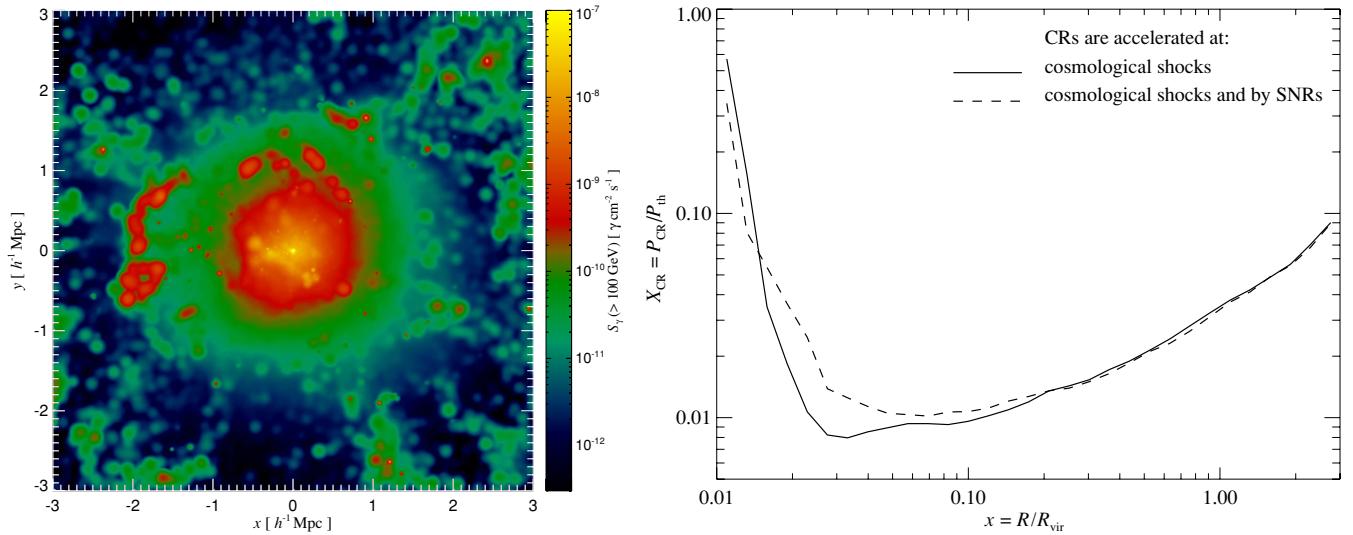 3
2
1
0
-1
-2
-3
y [ h⁻¹ Mpc ]
-3 -2 -1 0 1 2 3
x [ h⁻¹ Mpc ]
10⁻⁷
10⁻⁸
10⁻⁹
10⁻¹⁰
10⁻¹¹
10⁻¹²
S_γ (> 100 GeV) [ γ cm⁻² s⁻¹ ]
1.00
0.10
0.01
X_CR = P_CR/P_th
CRs are accelerated at:
cosmological shocks
cosmological shocks and by SNRs
0.01 0.10 1.00
x = R/R_vir